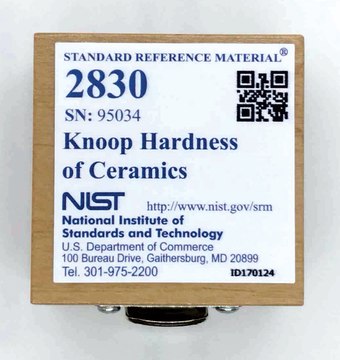 STANDARD REFERENCE MATERIAL®
2830
SN: 95034
Knoop Hardness
of Ceramics
NIST http://www.nist.gov/srm
National Institute of
Standards and Technology
U.S. Department of Commerce
100 Bureau Drive, Gaithersburg, MD 20899
Tel. 301-975-2200 ID170124